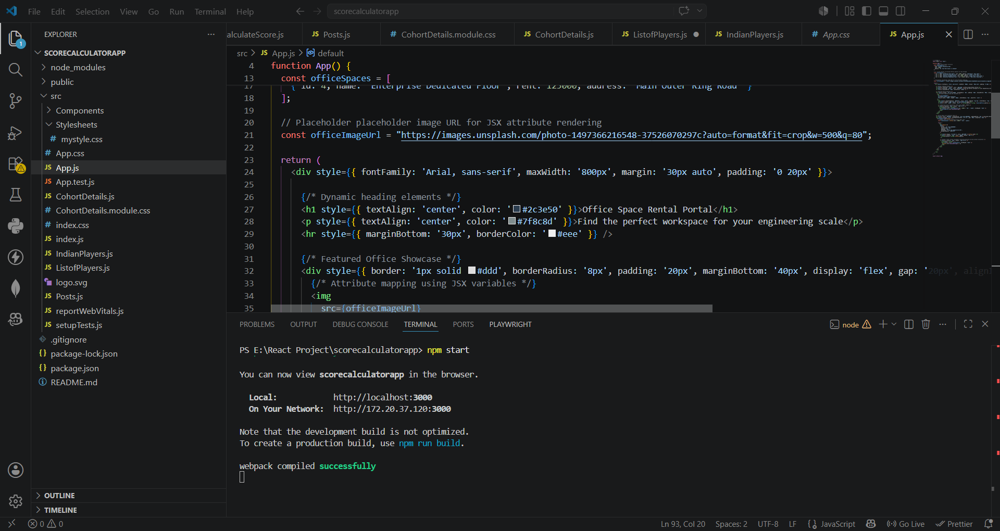 File Edit Selection View Go Run Terminal Help
scorecalculatorapp
EXPLORER
SCORECALCULATORAPP
node_modules
public
src
Components
Stylesheets
# mystyle.css
# App.css
JS App.js
JS App.test.js
JS CohortDetails.js
# CohortDetails.module.css
# index.css
JS index.js
JS IndianPlayers.js
JS ListofPlayers.js
logo.svg
JS Posts.js
JS reportWebVitals.js
JS setupTests.js
.gitignore
{} package-lock.json
{} package.json
README.md
OUTLINE
TIMELINE
1
alculateScore.js JS Posts.js # CohortDetails.module.css JS CohortDetails.js JS ListofPlayers.js JS IndianPlayers.js # App.css JS App.js
src > JS App.js > default
4 function App() {
13 const officeSpaces = [
17 { id: 4, name: "Enterprise Dedicated Floor", rent: 125000, address: "Main Outer Ring Road" }
18 ];
19
20 // Placeholder placeholder image URL for JSX attribute rendering
21 const officeImageUrl = "https://images.unsplash.com/photo-1497366216548-37526070297c?auto=format&fit=crop&w=500&q=80";
22
23 return (
24 <div style={{ fontFamily: 'Arial, sans-serif', maxWidth: '800px', margin: '30px auto', padding: '0 20px' }}>
25
26 {/* Dynamic heading elements */}
27 <h1 style={{ textAlign: 'center', color: '#2c3e50' }}>Office Space Rental Portal</h1>
28 <p style={{ textAlign: 'center', color: '#7f8c8d' }}>Find the perfect workspace for your engineering scale</p>
29 <hr style={{ marginBottom: '30px', borderColor: '#eee' }} />
30
31 {/* Featured Office Showcase */}
32 <div style={{ border: '1px solid #ddd', borderRadius: '8px', padding: '20px', marginBottom: '40px', display: 'flex', gap: '20px', align
33 {/* Attribute mapping using JSX variables */}
34 <img
35 src={officeImageUrl}
PROBLEMS OUTPUT DEBUG CONSOLE TERMINAL PORTS PLAYWRIGHT
node
PS E:\React Project\scorecalculatorapp> npm start
You can now view scorecalculatorapp in the browser.
Local: http://localhost:3000
On Your Network: http://172.20.37.120:3000
Note that the development build is not optimized.
To create a production build, use npm run build.
webpack compiled successfully
0 0
Ln 93, Col 20 Spaces: 2 UTF-8 LF {} JavaScript Go Live Prettier